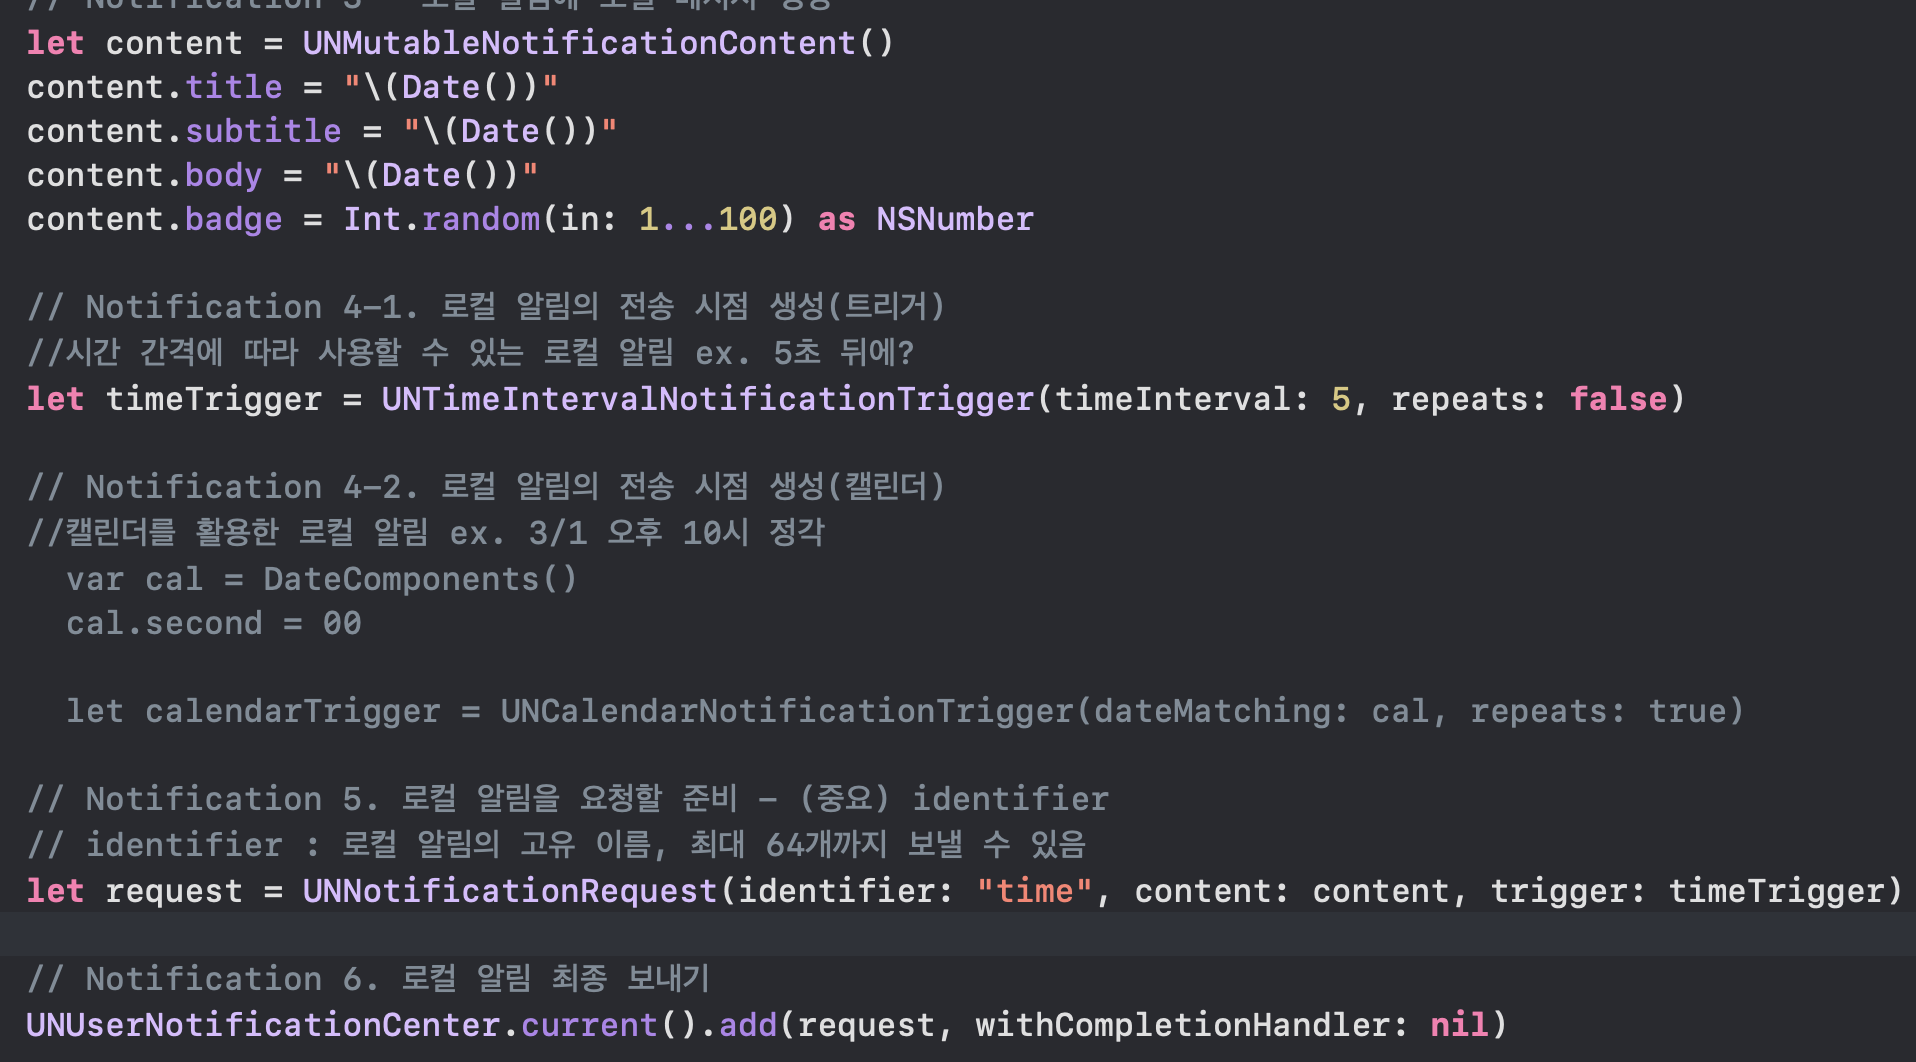 // Notification 3
let content = UNMutableNotificationContent()
content.title = "\(Date())"
content.subtitle = "\(Date())"
content.body = "\(Date())"
content.badge = Int.random(in: 1...100) as NSNumber
// Notification 4-1. 로컬 알림의 전송 시점 생성(트리거)
//시간 간격에 따라 사용할 수 있는 로컬 알림 ex. 5초 뒤에?
let timeTrigger = UNTimeIntervalNotificationTrigger(timeInterval: 5, repeats: false)
// Notification 4-2. 로컬 알림의 전송 시점 생성(캘린더)
//캘린더를 활용한 로컬 알림 ex. 3/1 오후 10시 정각
var cal = DateComponents()
cal.second = 00
let calendarTrigger = UNCalendarNotificationTrigger(dateMatching: cal, repeats: true)
// Notification 5. 로컬 알림을 요청할 준비 – (중요) identifier
// identifier : 로컬 알림의 고유 이름, 최대 64개까지 보낼 수 있음
let request = UNNotificationRequest(identifier: "time", content: content, trigger: timeTrigger)
// Notification 6. 로컬 알림 최종 보내기
UNUserNotificationCenter.current().add(request, withCompletionHandler: nil)